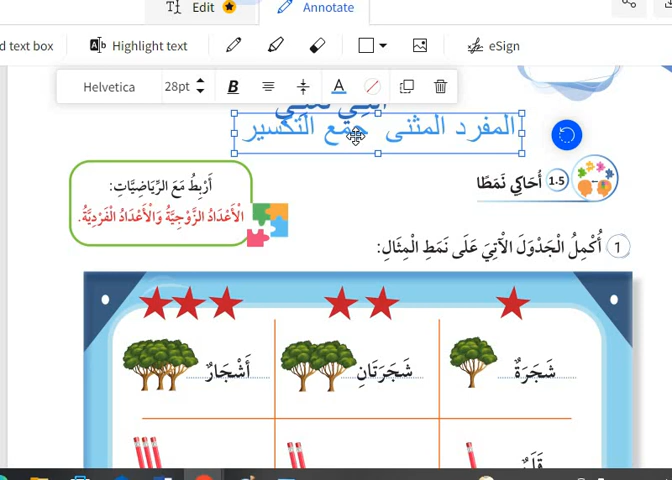 Edit
Annotate
d text box
Highlight text
eSign
Helvetica
28pt
B
A
المفرد المثنى جمع التكسير
1.5 أُحَاكِي نَمَطًا
أَرْبِطُ مَعَ الرِّيَاضِيَّاتِ:
الْأَعْدَادُ الزَّوْجِيَّةُ وَالْأَعْدَادُ الْفَرْدِيَّةُ.
1 أُكْمِلُ الْجَدْوَلَ الْآتِيَ عَلَى نَمَطِ الْمِثَالِ:
شَجَرَةٌ
شَجَرَتَانِ
أَشْجَارٌ
قَلَمٌ